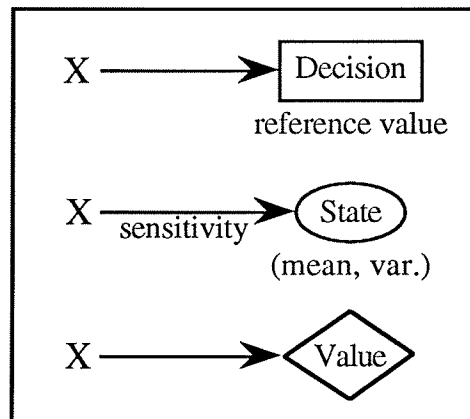 X Decision
reference value
X State
sensitivity
(mean, var.)
X Value